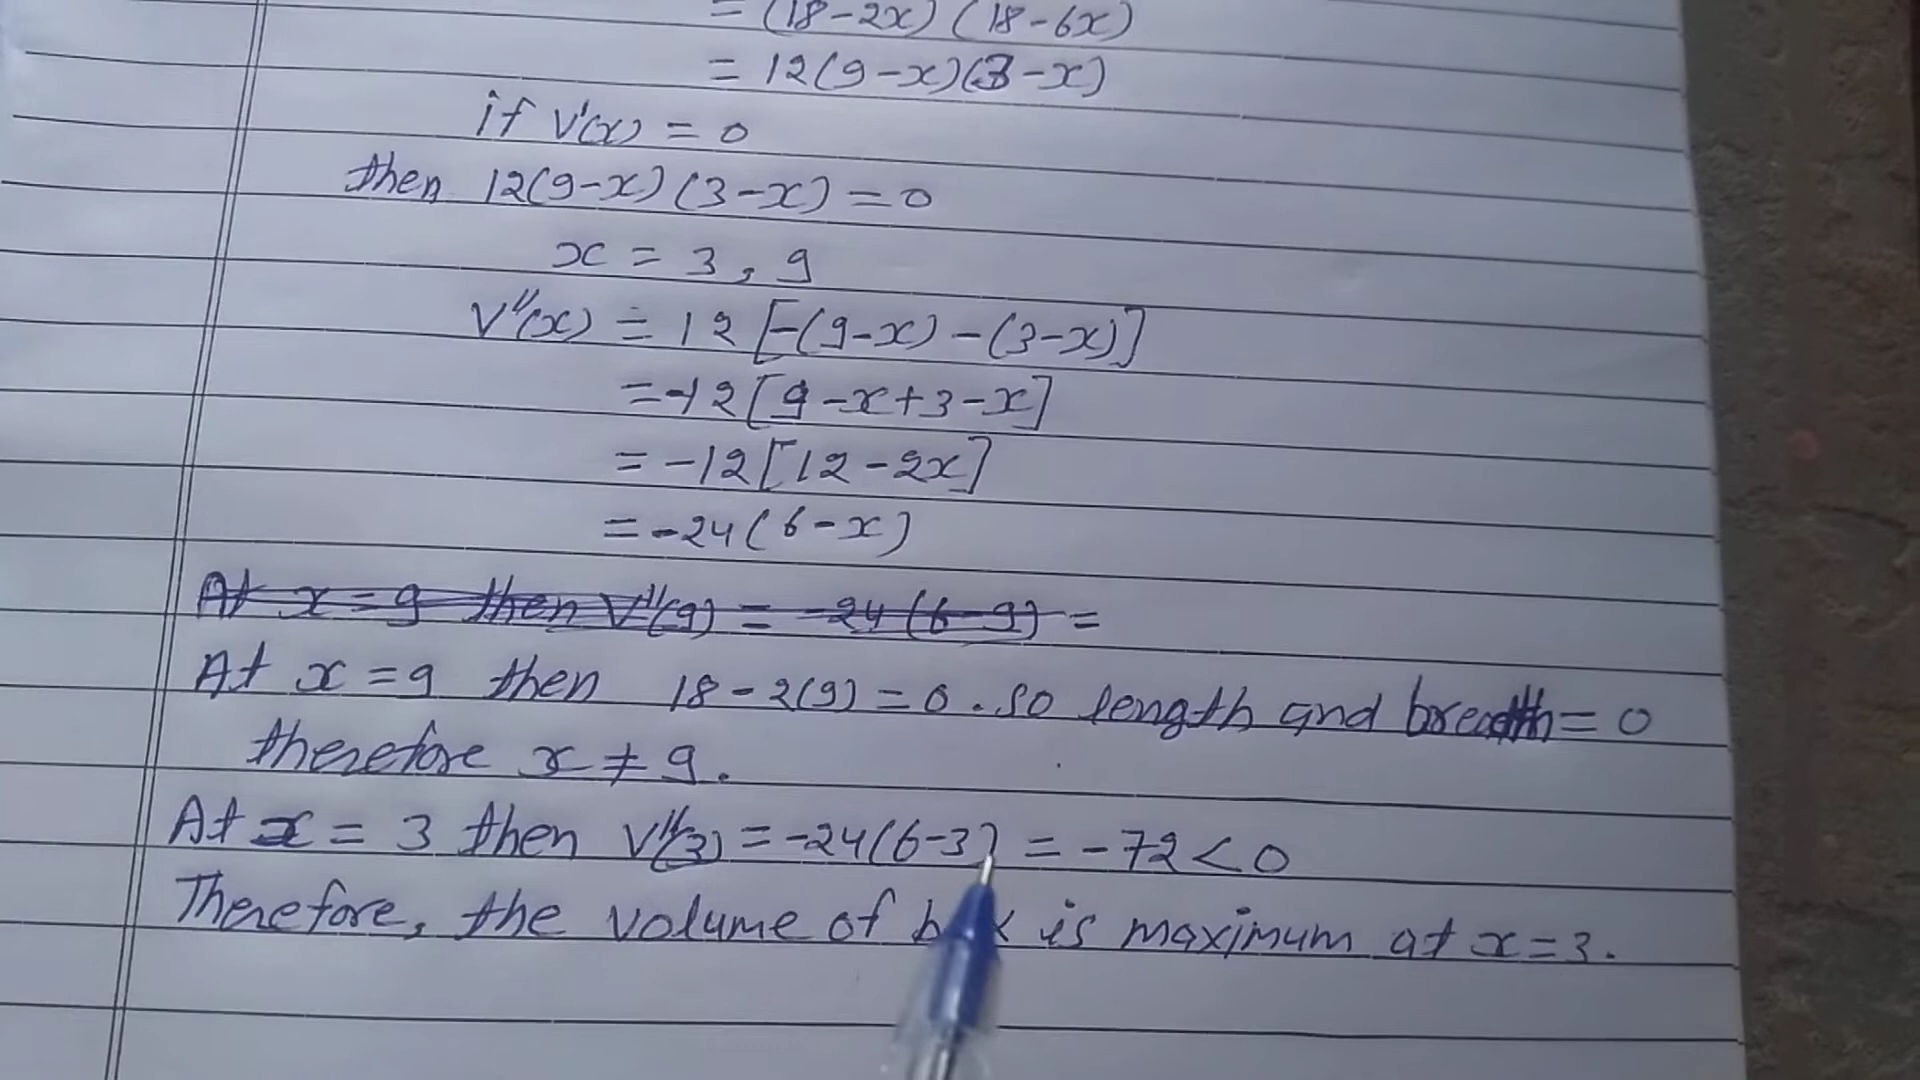 = (18-2x) (18-6x)
= 12(9-x)(3-x)
if V'(x) = 0
then 12(9-x)(3-x) = 0
x = 3, 9
V''(x) = 12[-(9-x) - (3-x)]
= -12[9-x+3-x]
= -12[12-2x]
= -24(6-x)
At x = 9 then V''(9) = -24(6-9) =
At x = 9 then 18-2(9) = 0. so length and breadth = 0
therefore x ≠ 9.
At x = 3 then V''(3) = -24(6-3) = -72 < 0
Therefore, the volume of box is maximum at x = 3.